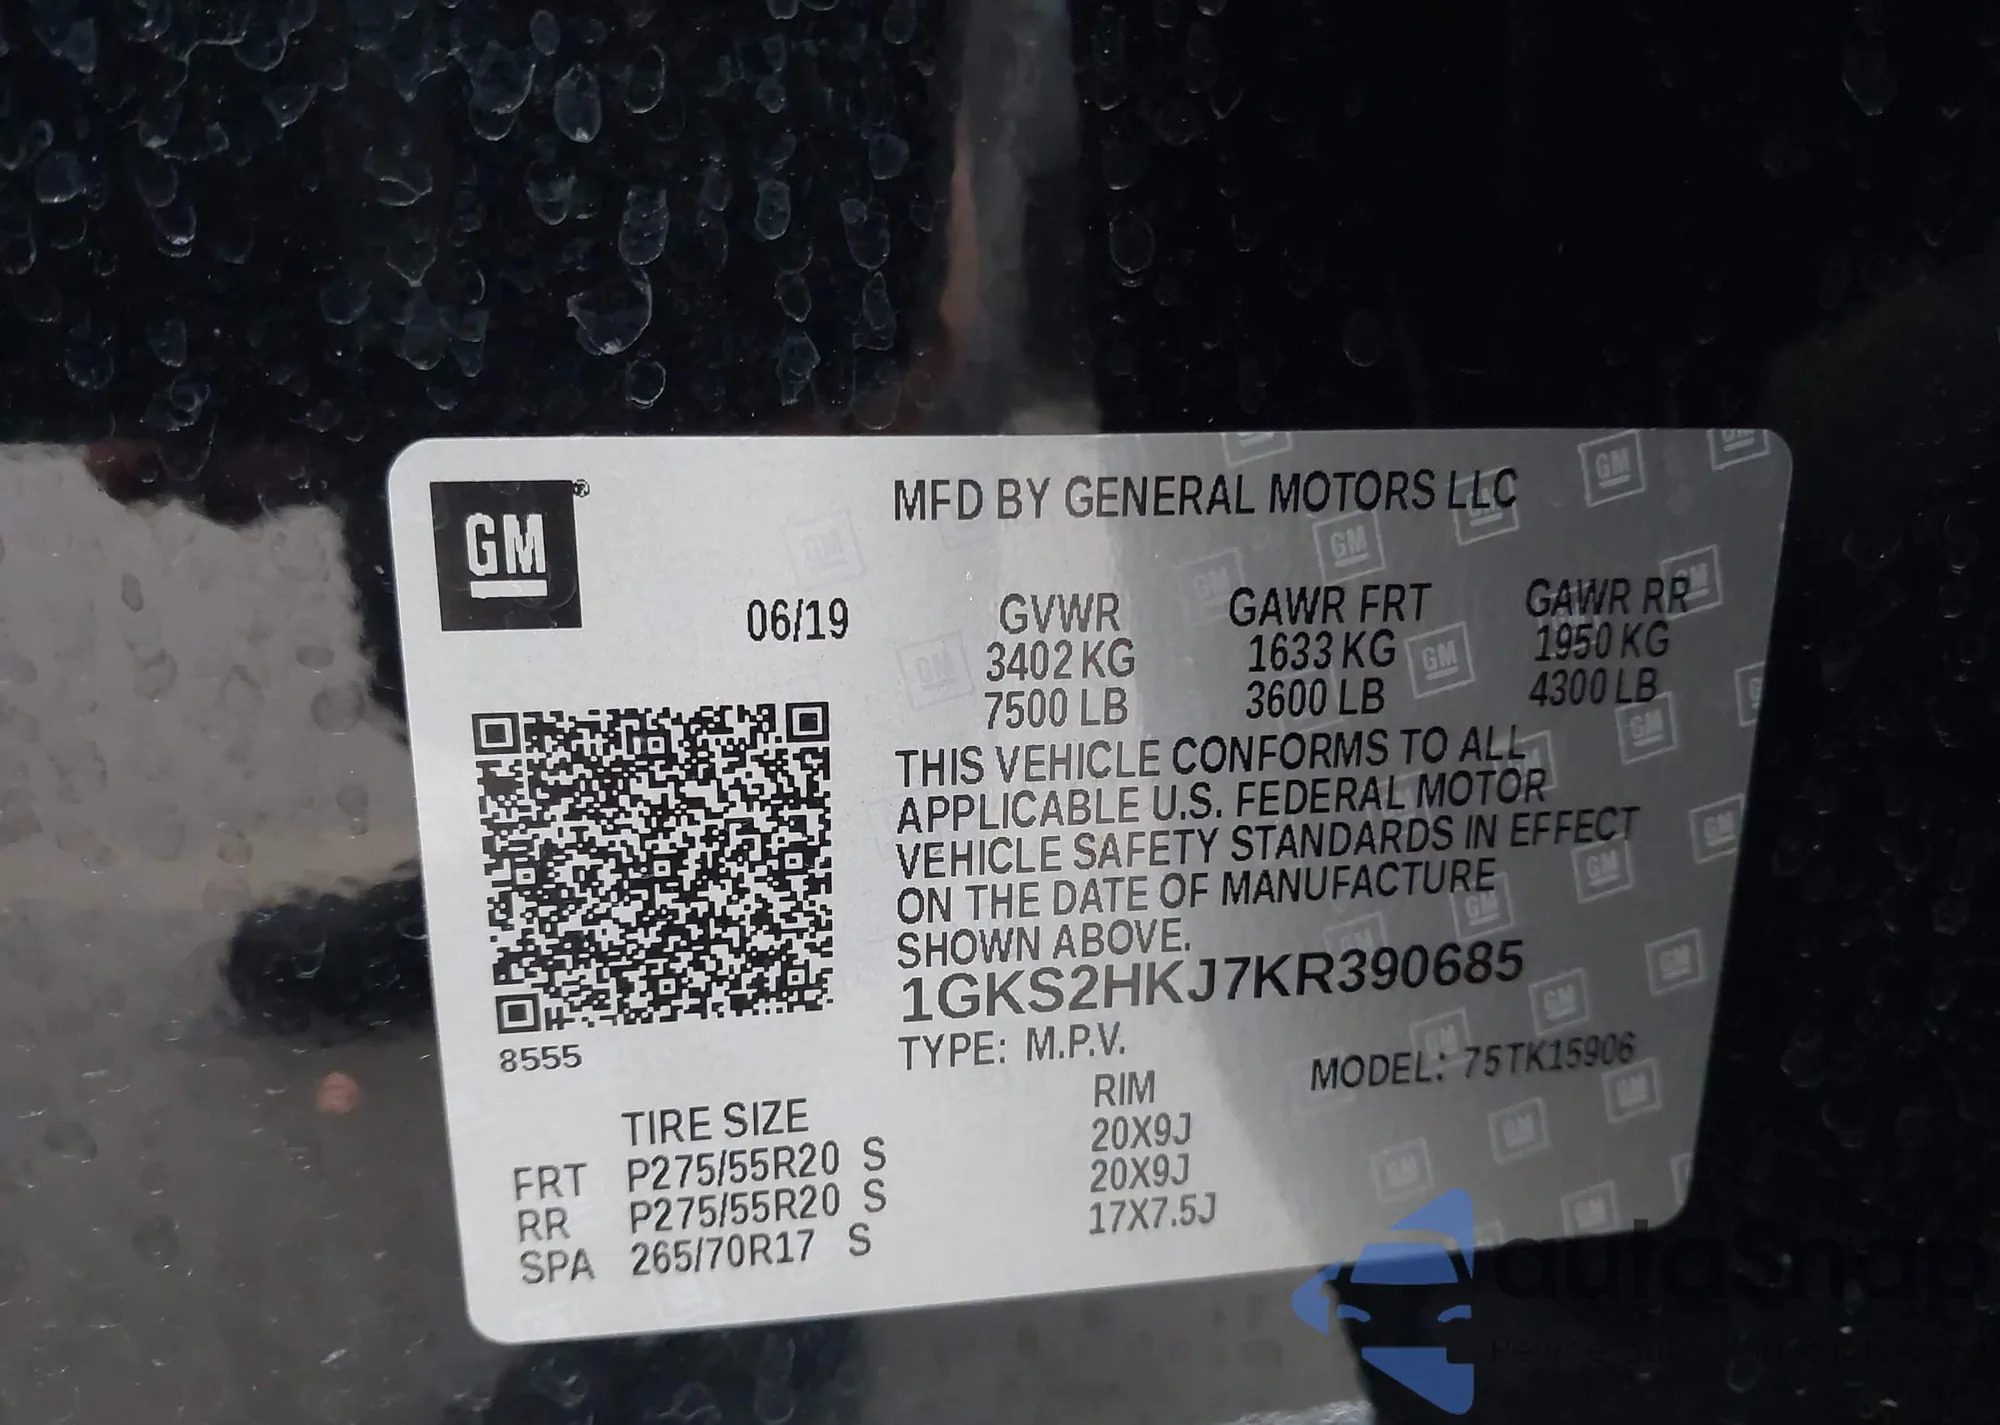 GM®
MFD BY GENERAL MOTORS LLC
06/19
GVWR GAWR FRT GAWR RR
3402 KG 1633 KG 1950 KG
7500 LB 3600 LB 4300 LB
THIS VEHICLE CONFORMS TO ALL
APPLICABLE U.S. FEDERAL MOTOR
VEHICLE SAFETY STANDARDS IN EFFECT
ON THE DATE OF MANUFACTURE
SHOWN ABOVE.
1GKS2HKJ7KR390685
8555
TYPE: M.P.V. MODEL: 75TK15906
TIRE SIZE RIM
FRT P275/55R20 S 20X9J
RR P275/55R20 S 20X9J
SPA 265/70R17 S 17X7.5J
autosnap